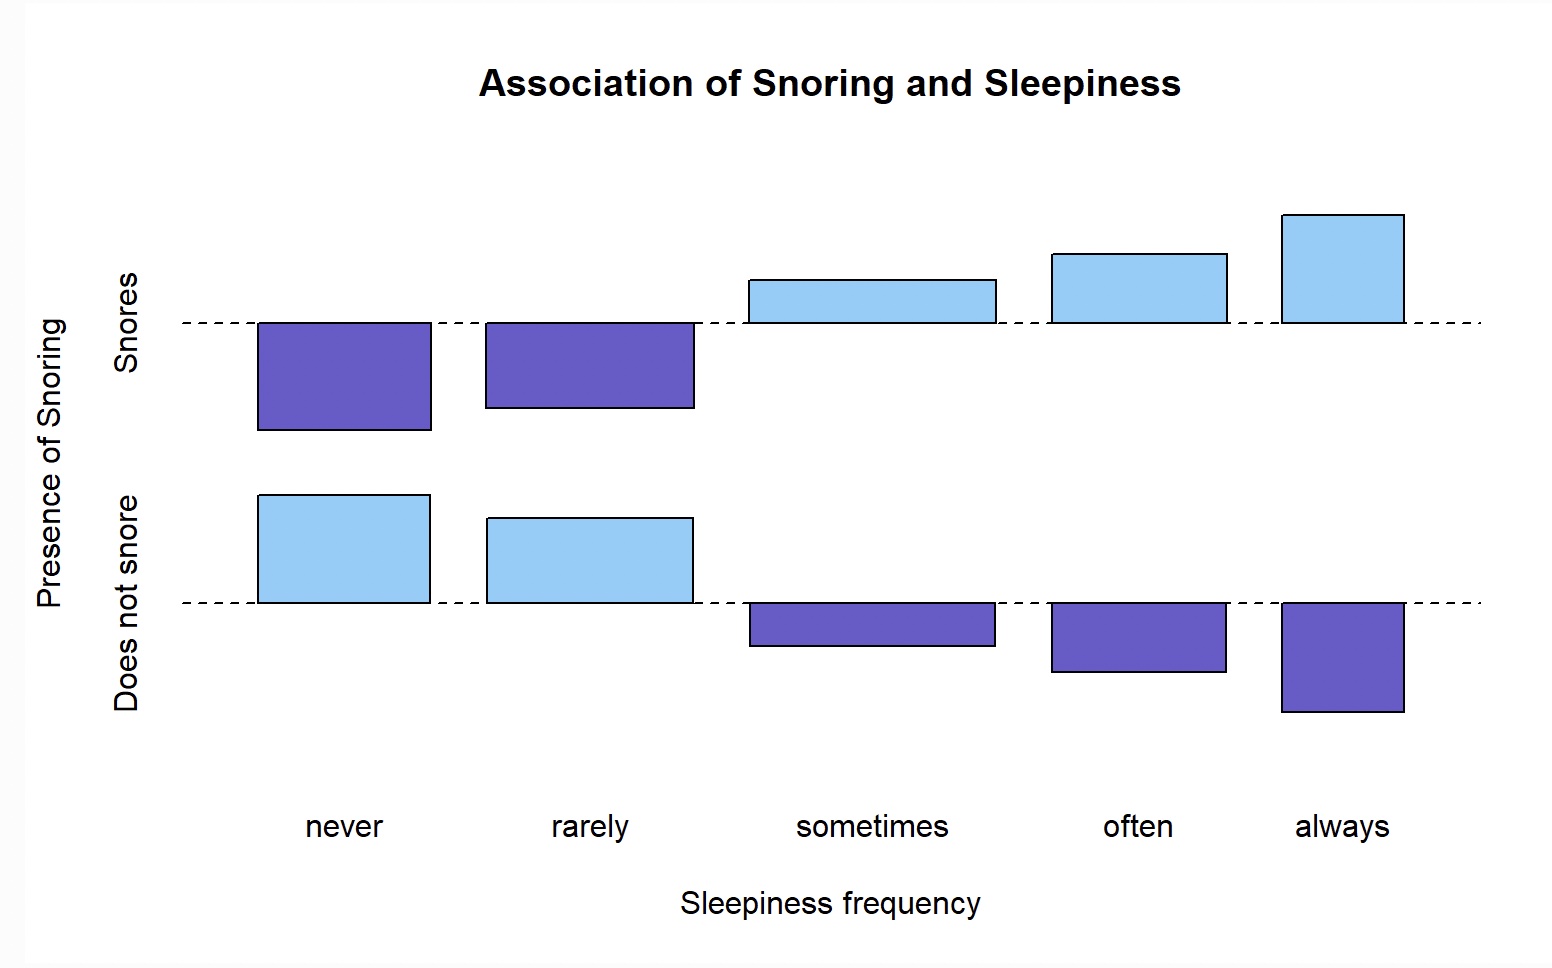 Association of Snoring and Sleepiness
Presence of Snoring
Snores
Does not snore
never rarely sometimes often always
Sleepiness frequency